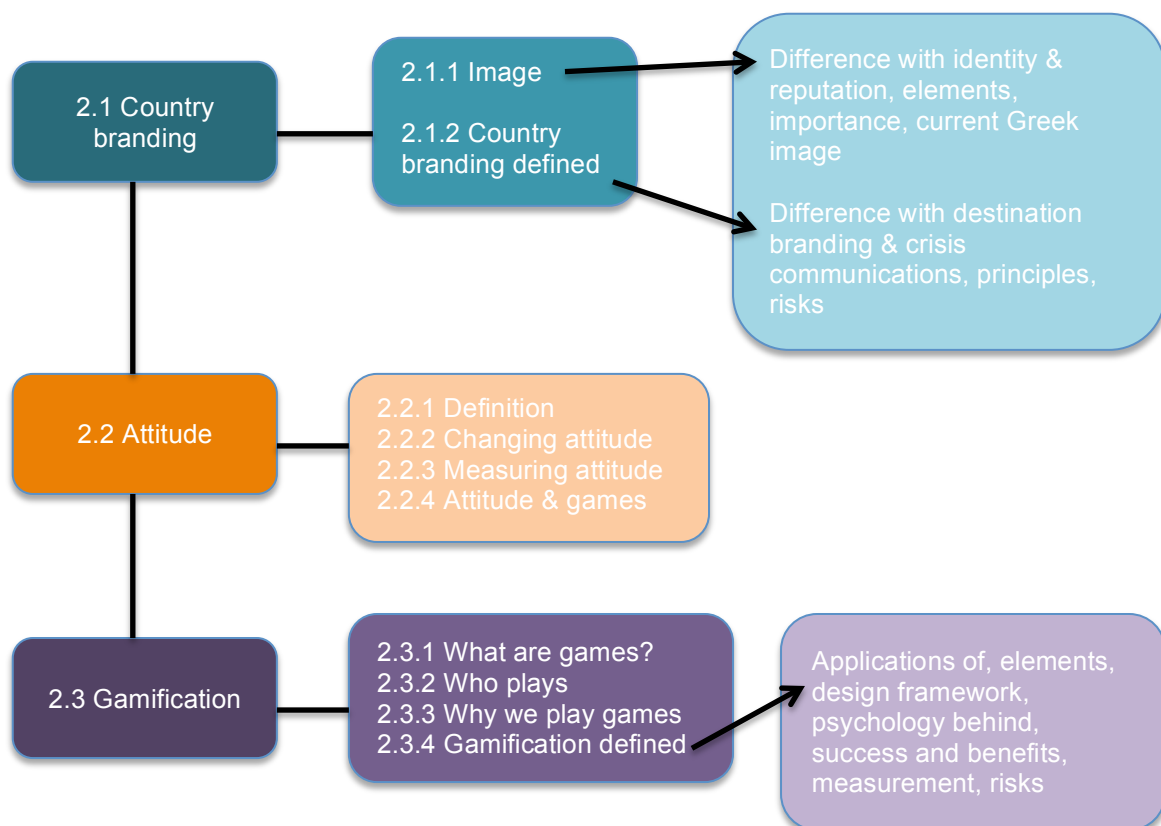 2.1 Country
branding
2.1.1 Image
2.1.2 Country
branding defined
Difference with identity &
reputation, elements,
importance, current Greek
image
Difference with destination
branding & crisis
communications, principles,
risks
2.2 Attitude
2.2.1 Definition
2.2.2 Changing attitude
2.2.3 Measuring attitude
2.2.4 Attitude & games
2.3 Gamification
2.3.1 What are games?
2.3.2 Who plays
2.3.3 Why we play games
2.3.4 Gamification defined
Applications of, elements,
design framework,
psychology behind,
success and benefits,
measurement, risks